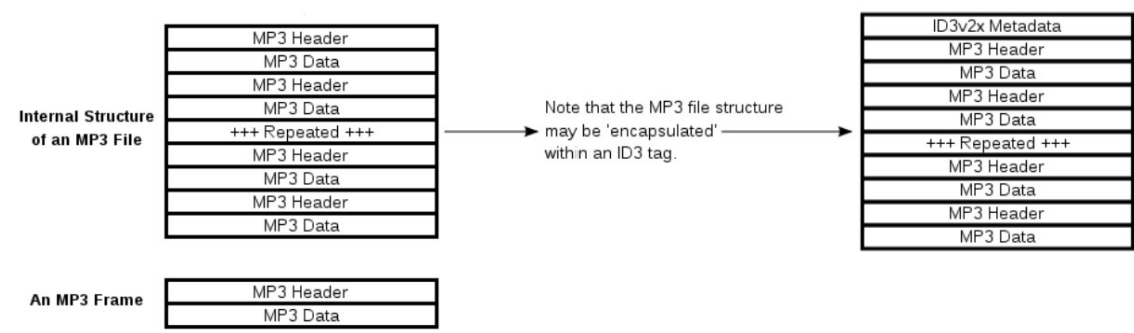 Internal Structure
of an MP3 File
MP3 Header
MP3 Data
MP3 Header
MP3 Data
+++ Repeated +++
MP3 Header
MP3 Data
MP3 Header
MP3 Data
Note that the MP3 file structure
may be 'encapsulated'
within an ID3 tag.
ID3v2x Metadata
MP3 Header
MP3 Data
MP3 Header
MP3 Data
+++ Repeated +++
MP3 Header
MP3 Data
MP3 Header
MP3 Data
An MP3 Frame
MP3 Header
MP3 Data